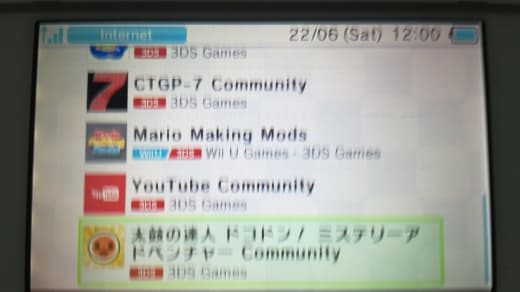 Internet 22/06 (Sat) 12:00
3DS 3DS Games
7 CTGP-7 Community
3DS 3DS Games
Mario Making Mods
Wii U / 3DS Wii U Games · 3DS Games
YouTube Community
3DS 3DS Games
太鼓の達人 ドコドン! ミステリーア
ドベンチャー Community
3DS 3DS Games